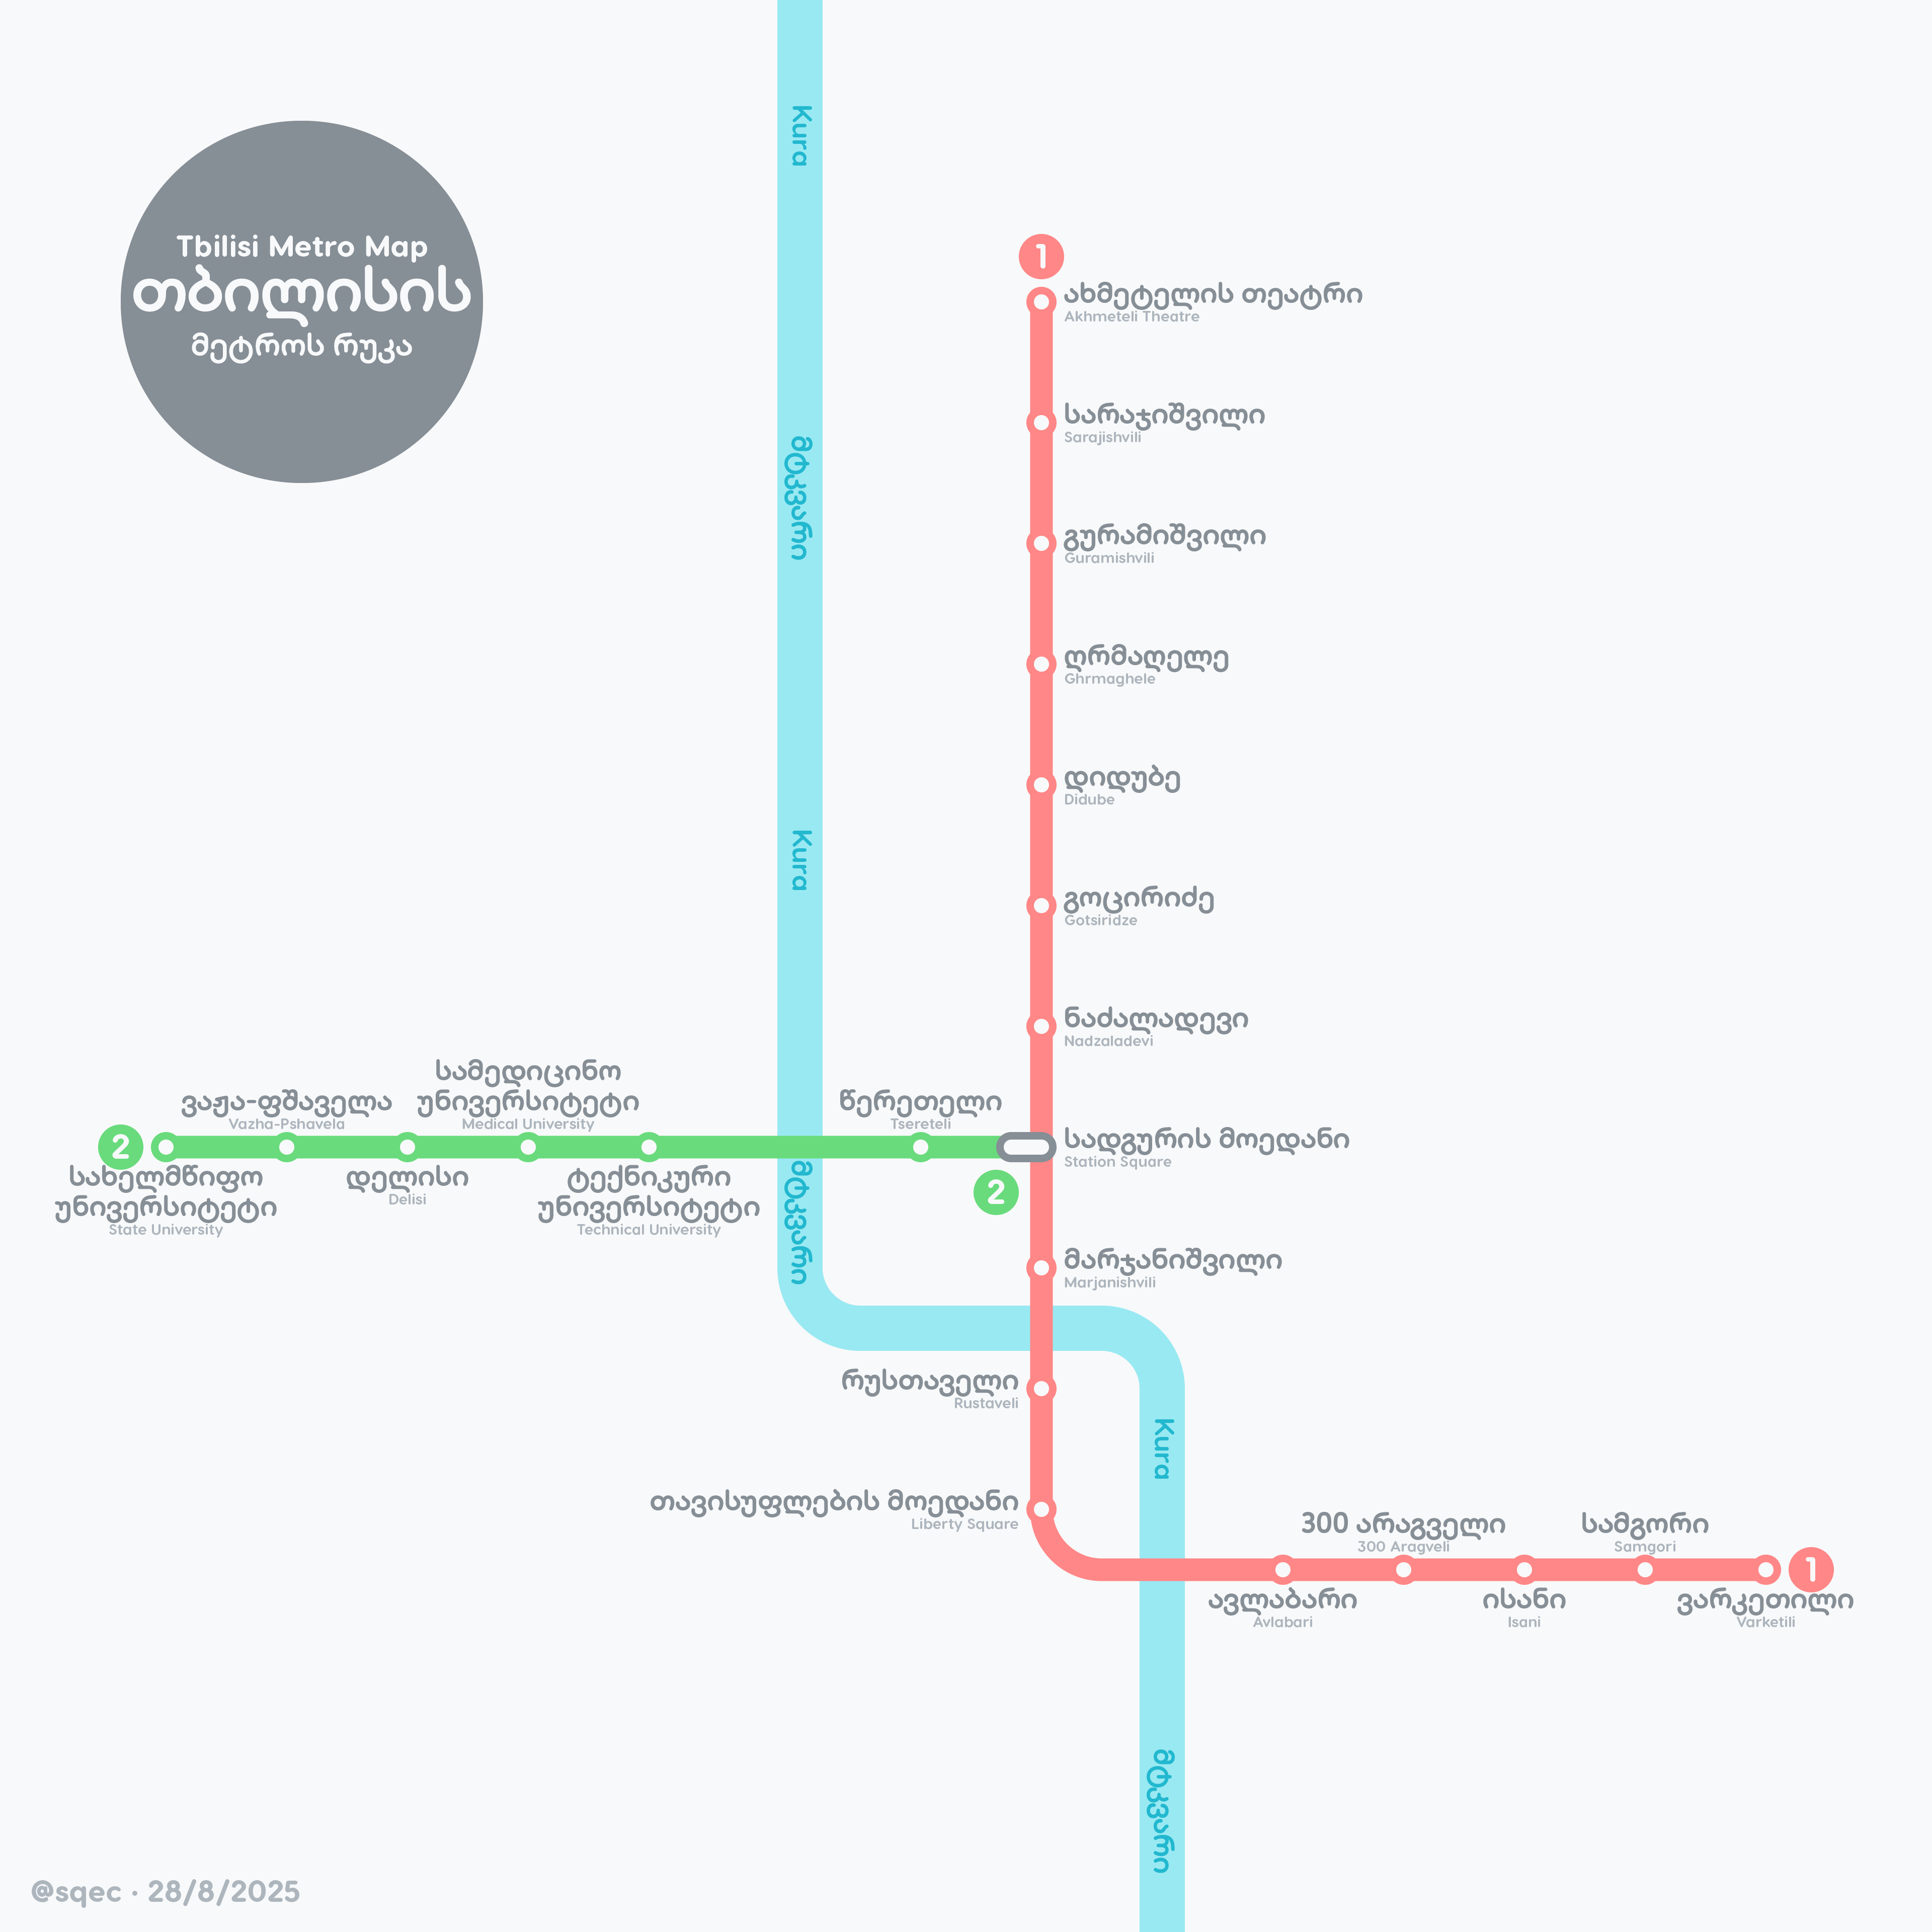 Tbilisi Metro Map
თბილისის
მეტროს რუკა
Kura
მტკვარი
Kura
მტკვარი
Kura
მტკვარი
1
ახმეტელის თეატრი
Akhmeteli Theatre
სარაჯიშვილი
Sarajishvili
გურამიშვილი
Guramishvili
ღრმაღელე
Ghrmaghele
დიდუბე
Didube
გოცირიძე
Gotsiridze
ნაძალადევი
Nadzaladevi
სადგურის მოედანი
Station Square
მარჯანიშვილი
Marjanishvili
რუსთაველი
Rustaveli
თავისუფლების მოედანი
Liberty Square
ავლაბარი
Avlabari
300 არაგველი
300 Aragveli
ისანი
Isani
სამგორი
Samgori
ვარკეთილი
Varketili
1
2
სახელმწიფო
უნივერსიტეტი
State University
ვაჟა-ფშაველა
Vazha-Pshavela
დელისი
Delisi
სამედიცინო
უნივერსიტეტი
Medical University
ტექნიკური
უნივერსიტეტი
Technical University
წერეთელი
Tsereteli
2
@sqec · 28/8/2025